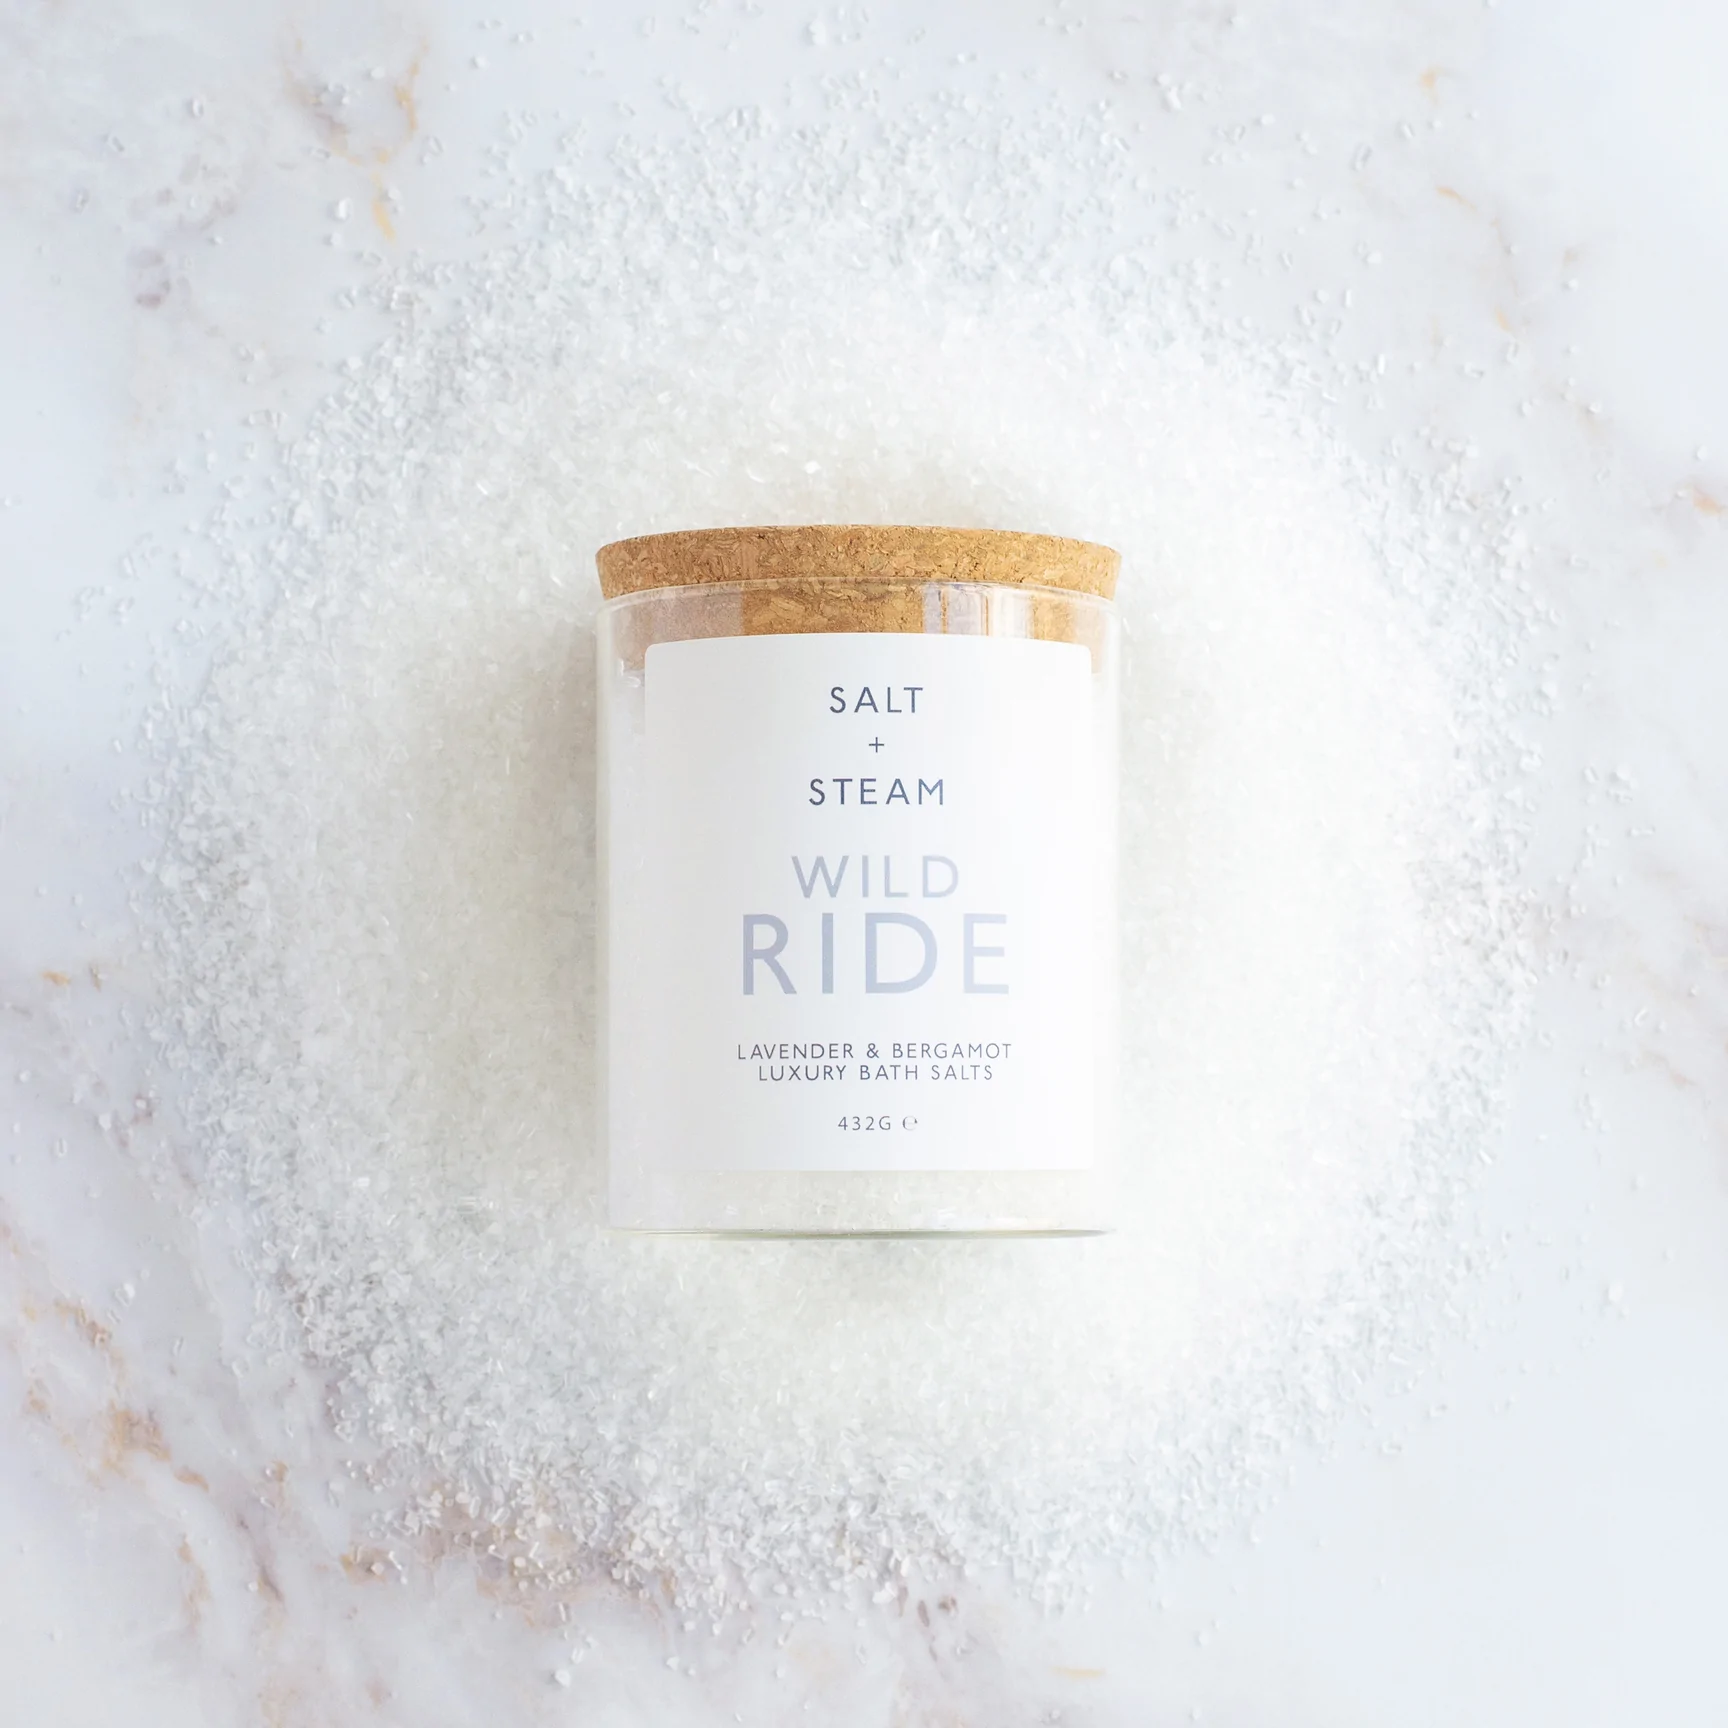 SALT
+
STEAM
WILD
RIDE
LAVENDER & BERGAMOT
LUXURY BATH SALTS
432G ℮